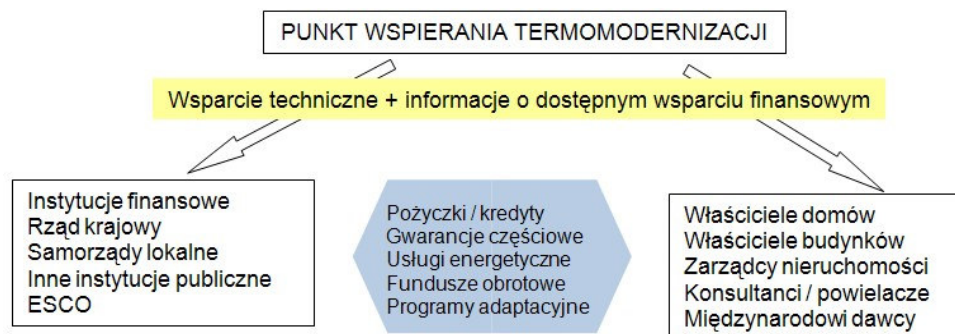 PUNKT WSPIERANIA TERMOMODERNIZACJI
Wsparcie techniczne + informacje o dostępnym wsparciu finansowym
Instytucje finansowe
Rząd krajowy
Samorządy lokalne
Inne instytucje publiczne
ESCO
Pożyczki / kredyty
Gwarancje częściowe
Usługi energetyczne
Fundusze obrotowe
Programy adaptacyjne
Właściciele domów
Właściciele budynków
Zarządcy nieruchomości
Konsultanci / powielacze
Międzynarodowi dawcy